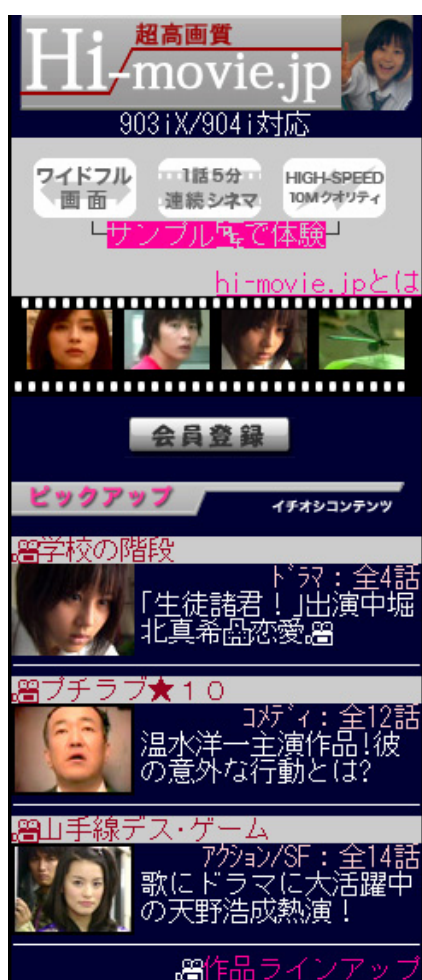 超高画質
Hi-movie.jp
903iX/904i対応
ワイドフル
画面
1話5分
連続シネマ
HIGH-SPEED
10Mクオリティ
サンプルで体験
hi-movie.jpとは
会員登録
ピックアップ
イチオシコンテンツ
学校の階段
ドラマ:全4話
「生徒諸君!」出演中堀
北真希恋愛
プチラブ★10
コメディ:全12話
温水洋一主演作品!彼
の意外な行動とは?
山手線デス・ゲーム
アクション/SF:全14話
歌にドラマに大活躍中
の天野浩成熱演!
作品ラインアップ